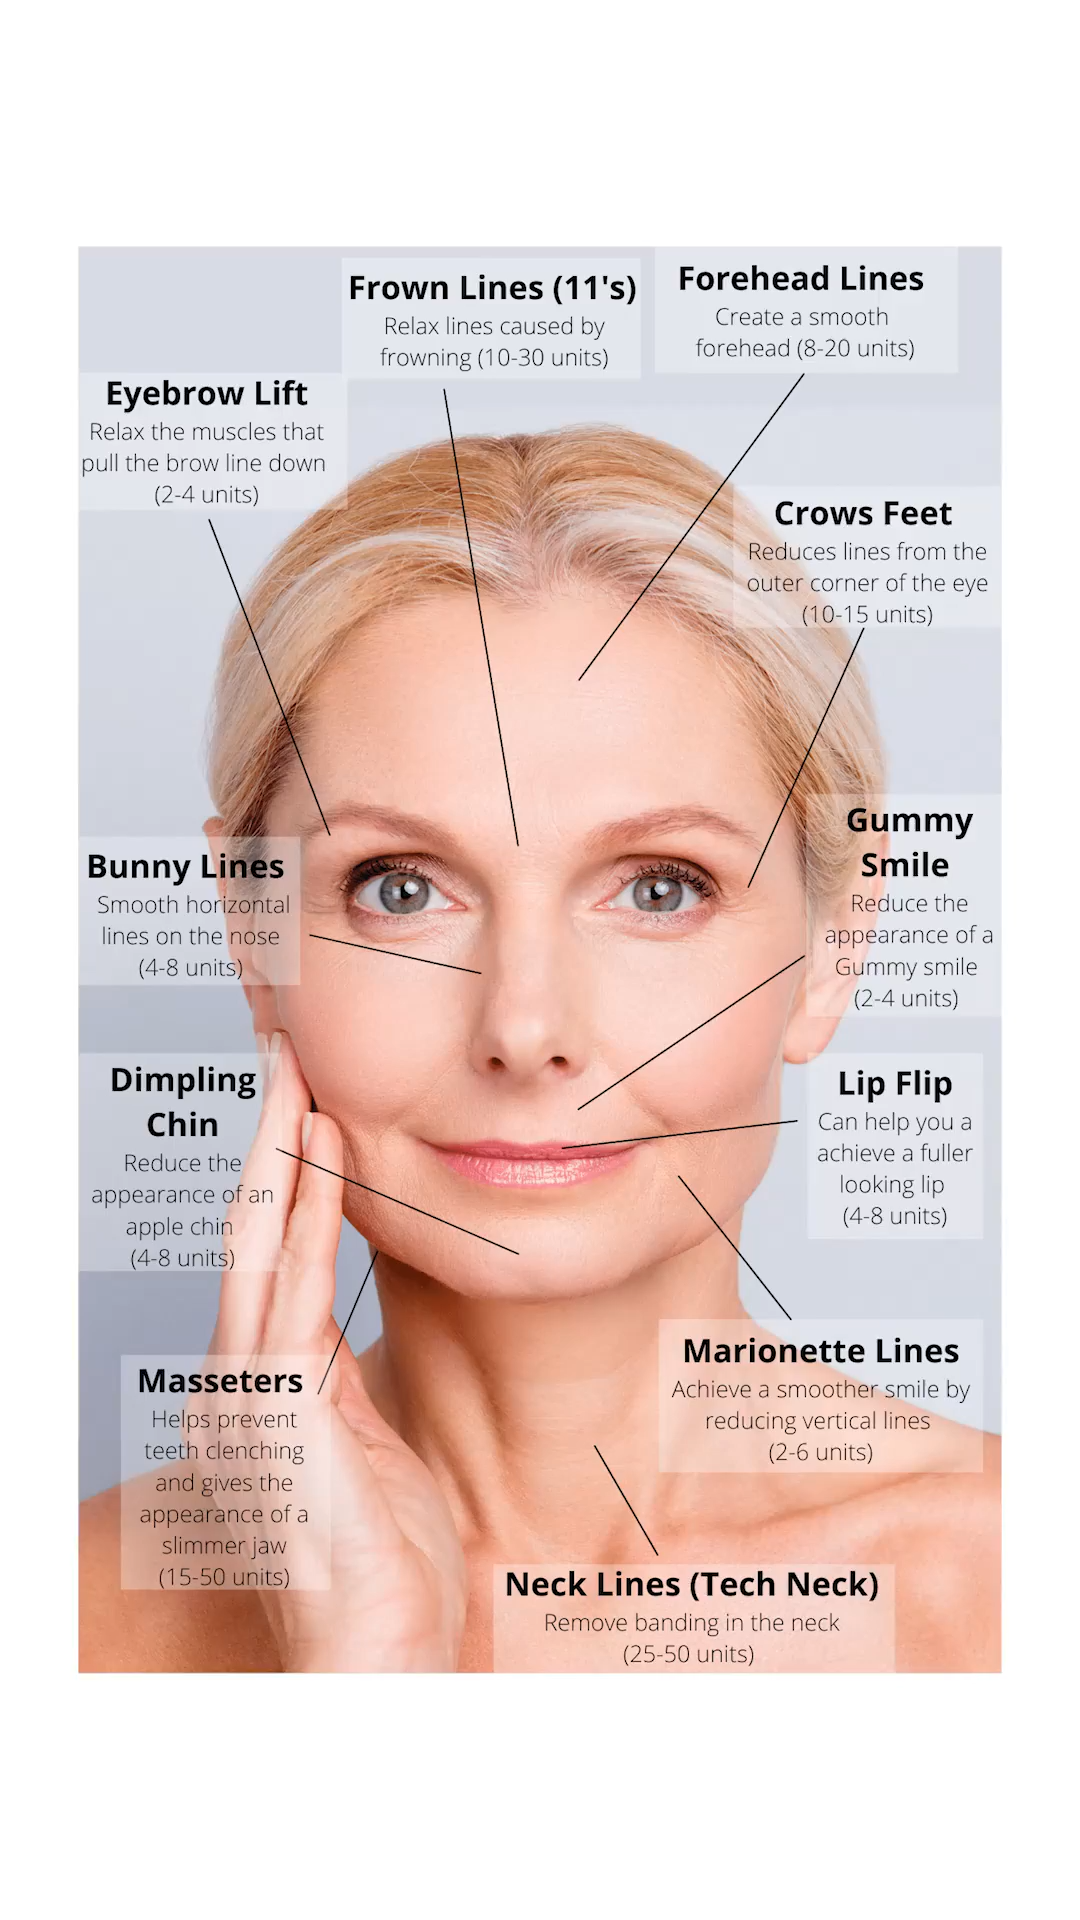 Frown Lines (11's)
Relax lines caused by
frowning (10-30 units)
Forehead Lines
Create a smooth
forehead (8-20 units)
Eyebrow Lift
Relax the muscles that
pull the brow line down
(2-4 units)
Crows Feet
Reduces lines from the
outer corner of the eye
(10-15 units)
Gummy
Smile
Reduce the
appearance of a
Gummy smile
(2-4 units)
Bunny Lines
Smooth horizontal
lines on the nose
(4-8 units)
Dimpling
Chin
Reduce the
appearance of an
apple chin
(4-8 units)
Lip Flip
Can help you a
achieve a fuller
looking lip
(4-8 units)
Marionette Lines
Achieve a smoother smile by
reducing vertical lines
(2-6 units)
Masseters
Helps prevent
teeth clenching
and gives the
appearance of a
slimmer jaw
(15-50 units)
Neck Lines (Tech Neck)
Remove banding in the neck
(25-50 units)